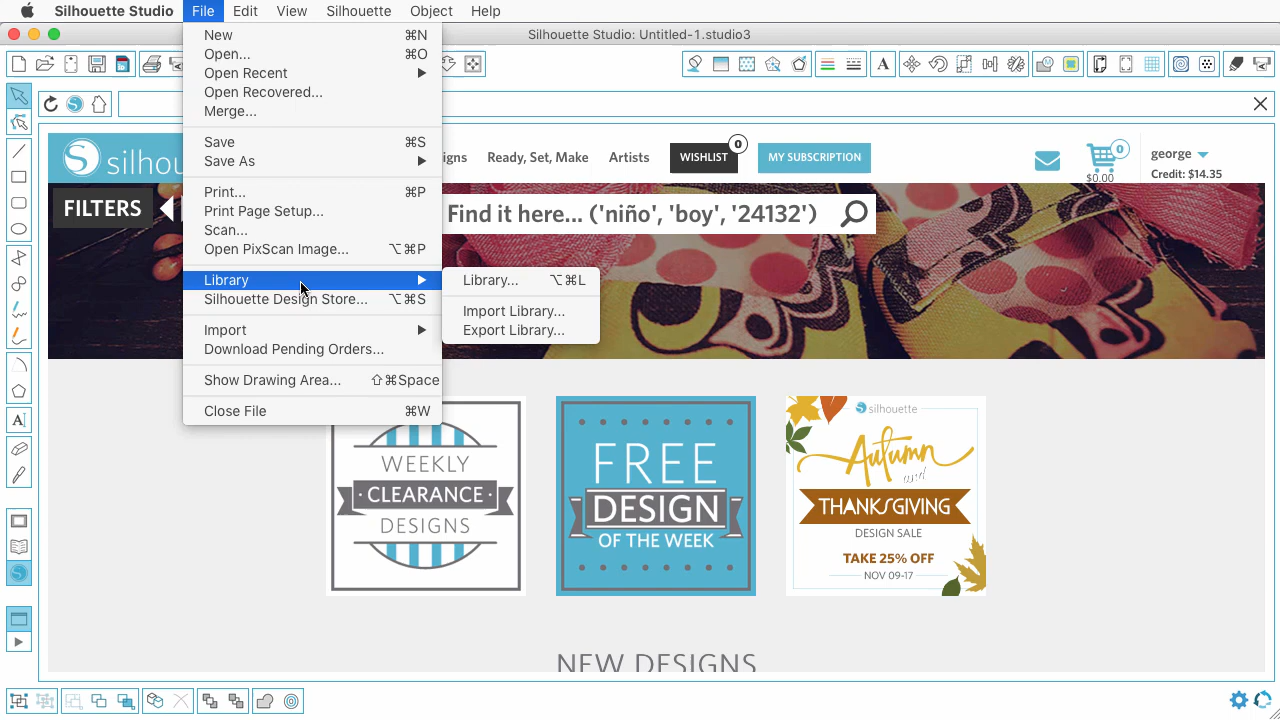 Silhouette Studio File Edit View Silhouette Object Help
Silhouette Studio: Untitled-1.studio3
New ⌘N
Open... ⌘O
Open Recent
Open Recovered...
Merge...
Save ⌘S
Save As
Print... ⌘P
Print Page Setup...
Scan...
Open PixScan Image... ⌥⌘P
Library
Silhouette Design Store... ⌥⌘S
Import
Download Pending Orders...
Show Drawing Area... ⇧⌘Space
Close File ⌘W
Library... ⌥⌘L
Import Library...
Export Library...
A
A
silhou
igns Ready, Set, Make Artists WISHLIST 0 MY SUBSCRIPTION
0
$0.00
george
Credit: $14.35
FILTERS
Find it here... ('niño', 'boy', '24132')
WEEKLY
· CLEARANCE ·
DESIGNS
FREE
DESIGN
OF THE WEEK
silhouette
Autumn
and
THANKSGIVING
DESIGN SALE
TAKE 25% OFF
NOV 09-17
NEW DESIGNS